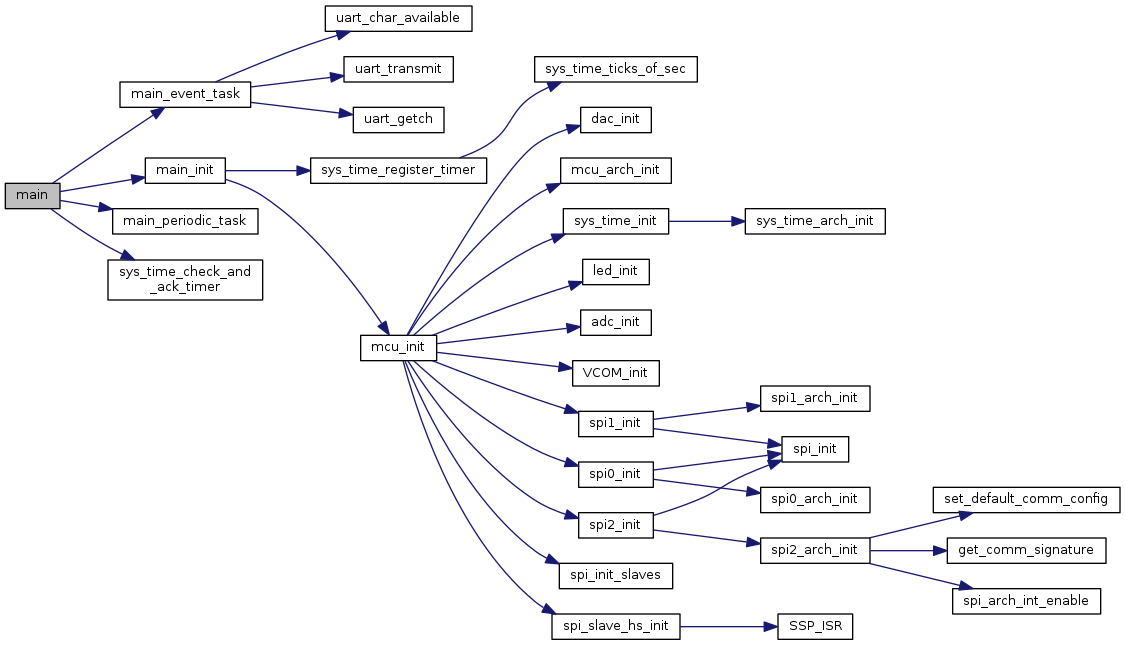 uart_char_available
sys_time_ticks_of_sec
uart_transmit
main_event_task
uart_getch
dac_init
main_init
sys_time_register_timer
mcu_arch_init
main
main_periodic_task
sys_time_init
sys_time_arch_init
sys_time_check_and
_ack_timer
led_init
adc_init
mcu_init
VCOM_init
spi1_arch_init
spi1_init
spi_init
spi0_init
spi0_arch_init
set_default_comm_config
spi2_init
spi2_arch_init
get_comm_signature
spi_init_slaves
spi_arch_int_enable
spi_slave_hs_init
SSP_ISR